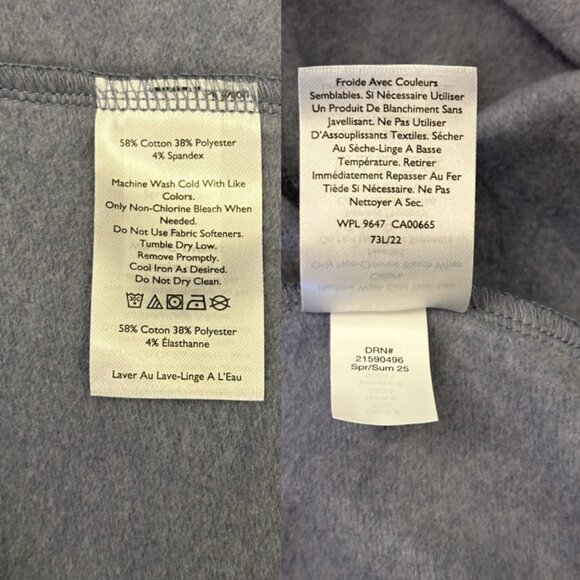 58% Cotton 38% Polyester
4% Spandex
Machine Wash Cold With Like
Colors.
Only Non-Chlorine Bleach When
Needed.
Do Not Use Fabric Softeners.
Tumble Dry Low.
Remove Promptly.
Cool Iron As Desired.
Do Not Dry Clean.
58% Coton 38% Polyester
4% Élasthanne
Laver Au Lave-Linge A L'Eau
Froide Avec Couleurs
Semblables. Si Nécessaire Utiliser
Un Produit De Blanchiment Sans
Javellisant. Ne Pas Utiliser
D'Assouplissants Textiles. Sécher
Au Sèche-Linge A Basse
Température. Retirer
Immédiatement Repasser Au Fer
Tiède Si Nécessaire. Ne Pas
Nettoyer A Sec.
WPL 9647 CA00665
73L/22
DRN#
21590496
Spr/Sum 25